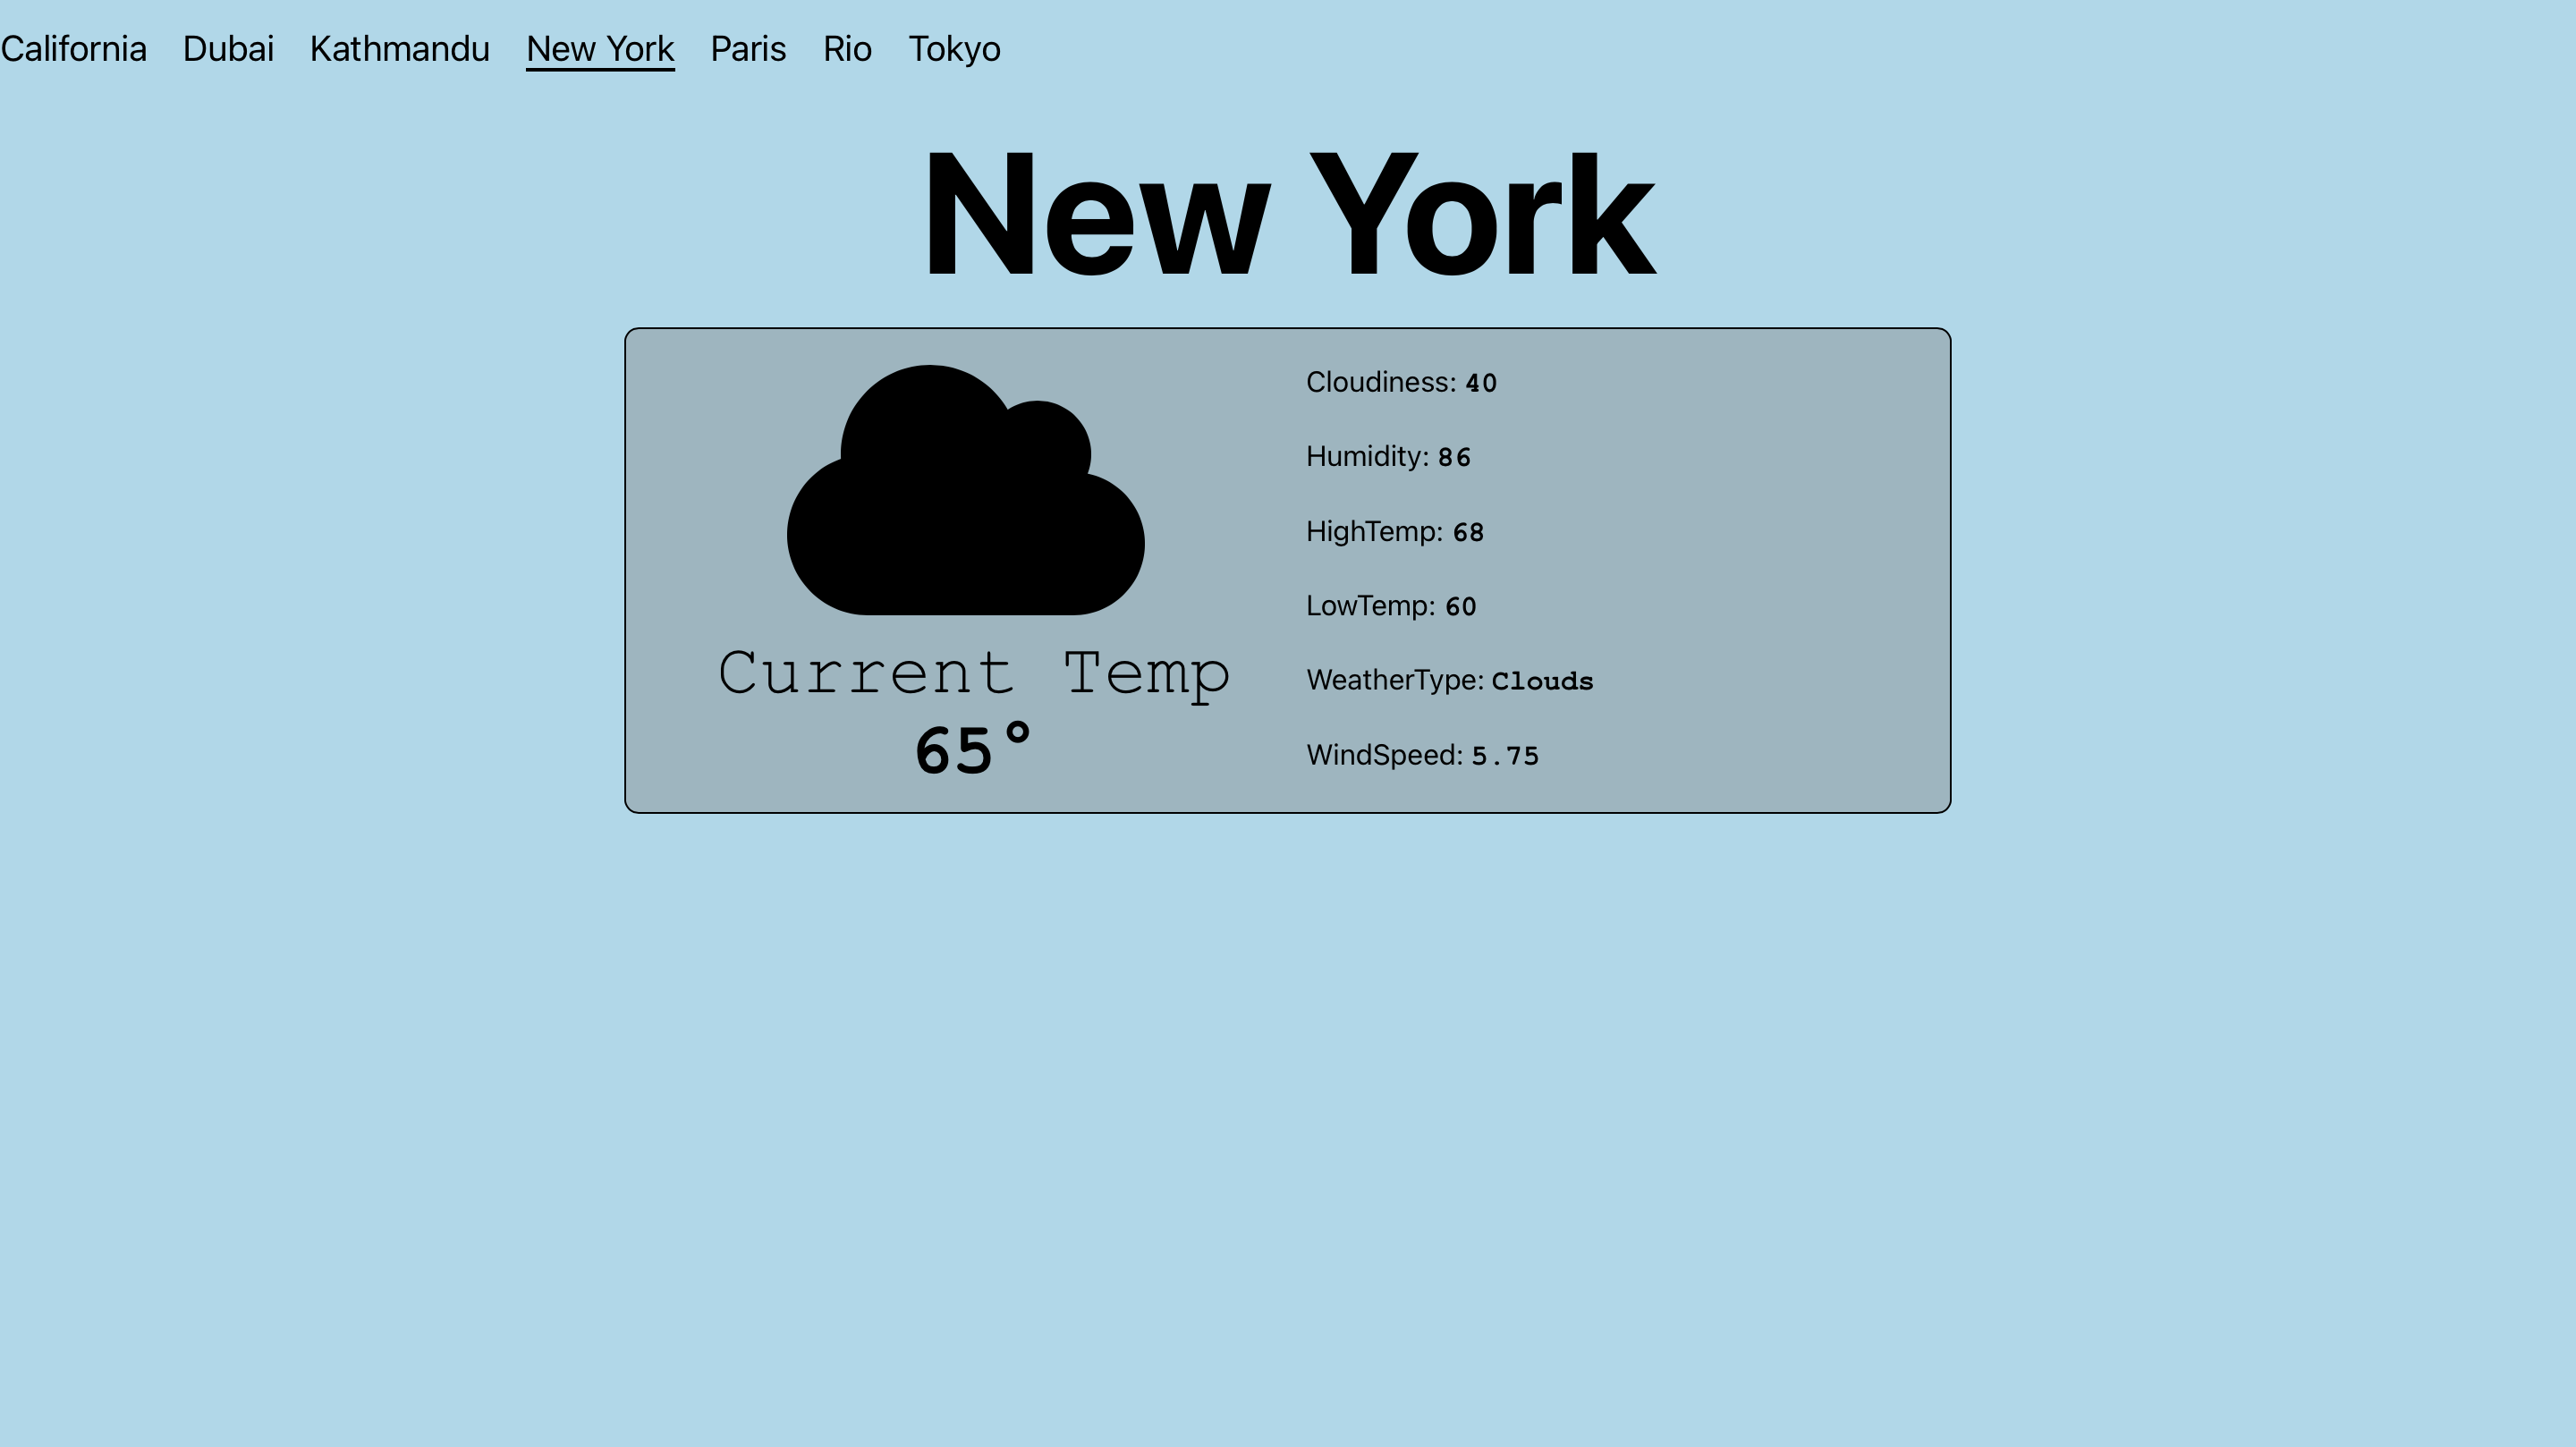 California Dubai Kathmandu New York Paris Rio Tokyo
New York
Cloudiness: 40
Humidity: 86
HighTemp: 68
LowTemp: 60
WeatherType: Clouds
WindSpeed: 5.75
Current Temp
65°